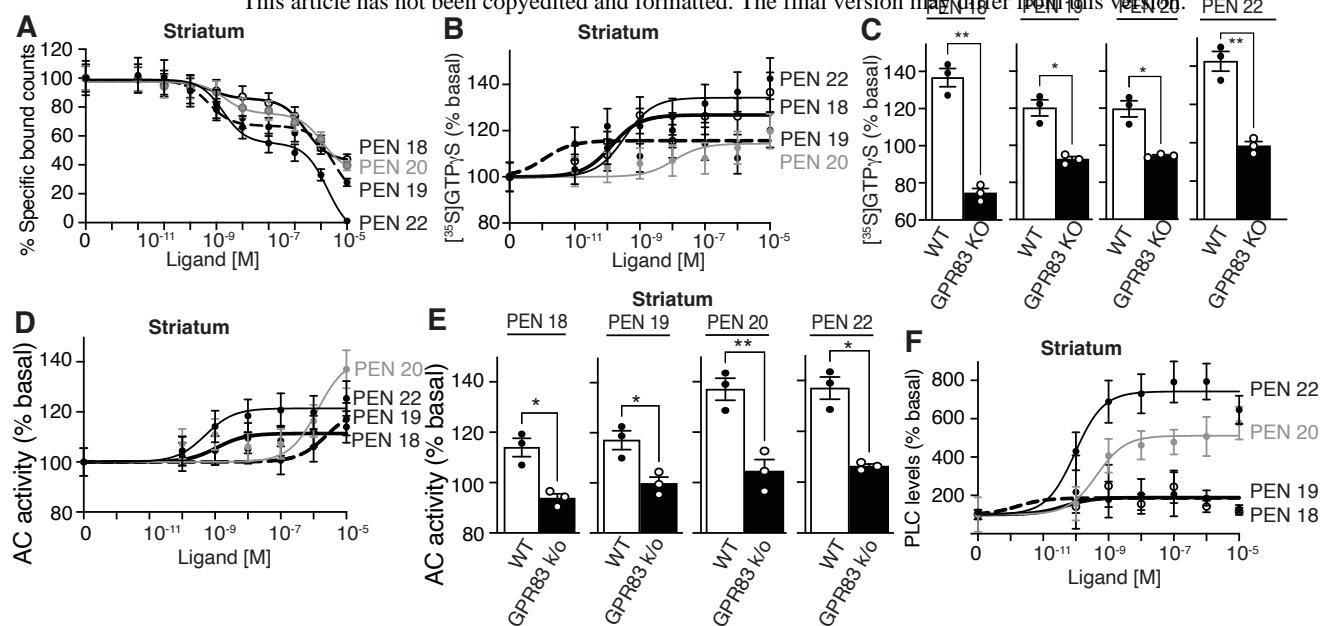 This article has not been copyedited and formatted. The final version may differ from this version.
A
Striatum
% Specific bound counts
120
100
80
60
40
20
0
0
10-11
10-9
10-7
10-5
Ligand [M]
PEN 18
PEN 20
PEN 19
PEN 22
B
Striatum
[35S]GTPγS (% basal)
140
120
100
80
0
10-11
10-9
10-7
10-5
Ligand [M]
PEN 22
PEN 18
PEN 19
PEN 20
C
PEN 18
PEN 19
PEN 20
PEN 22
[35S]GTPγS (% basal)
140
120
100
80
60
**
*
*
**
WT
GPR83 KO
WT
GPR83 KO
WT
GPR83 KO
WT
GPR83 KO
D
Striatum
AC activity (% basal)
140
120
100
80
0
10-11
10-9
10-7
10-5
Ligand [M]
PEN 20
PEN 22
PEN 19
PEN 18
E
Striatum
PEN 18
PEN 19
PEN 20
PEN 22
AC activity (% basal)
140
120
100
80
*
*
**
*
WT
GPR83 k/o
WT
GPR83 k/o
WT
GPR83 k/o
WT
GPR83 k/o
F
Striatum
PLC levels (% basal)
800
600
400
200
0
10-11
10-9
10-7
10-5
Ligand [M]
PEN 22
PEN 20
PEN 19
PEN 18